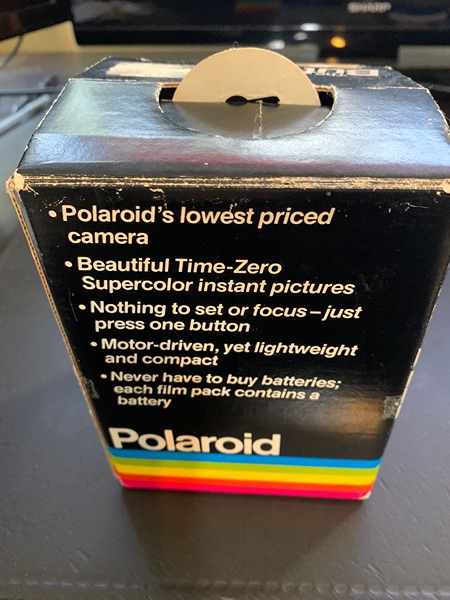 SHARP
• Polaroid's lowest priced
camera
• Beautiful Time-Zero
Supercolor instant pictures
• Nothing to set or focus–just
press one button
• Motor-driven, yet lightweight
and compact
• Never have to buy batteries;
each film pack contains a
battery
Polaroid